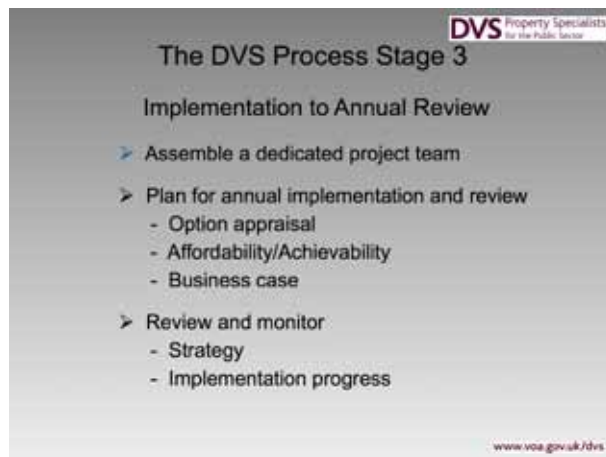 DVS Property Specialists
for the Public Sector
The DVS Process Stage 3
Implementation to Annual Review
➢ Assemble a dedicated project team
➢ Plan for annual implementation and review
- Option appraisal
- Affordability/Achievability
- Business case
➢ Review and monitor
- Strategy
- Implementation progress
www.voa.gov.uk/dvs